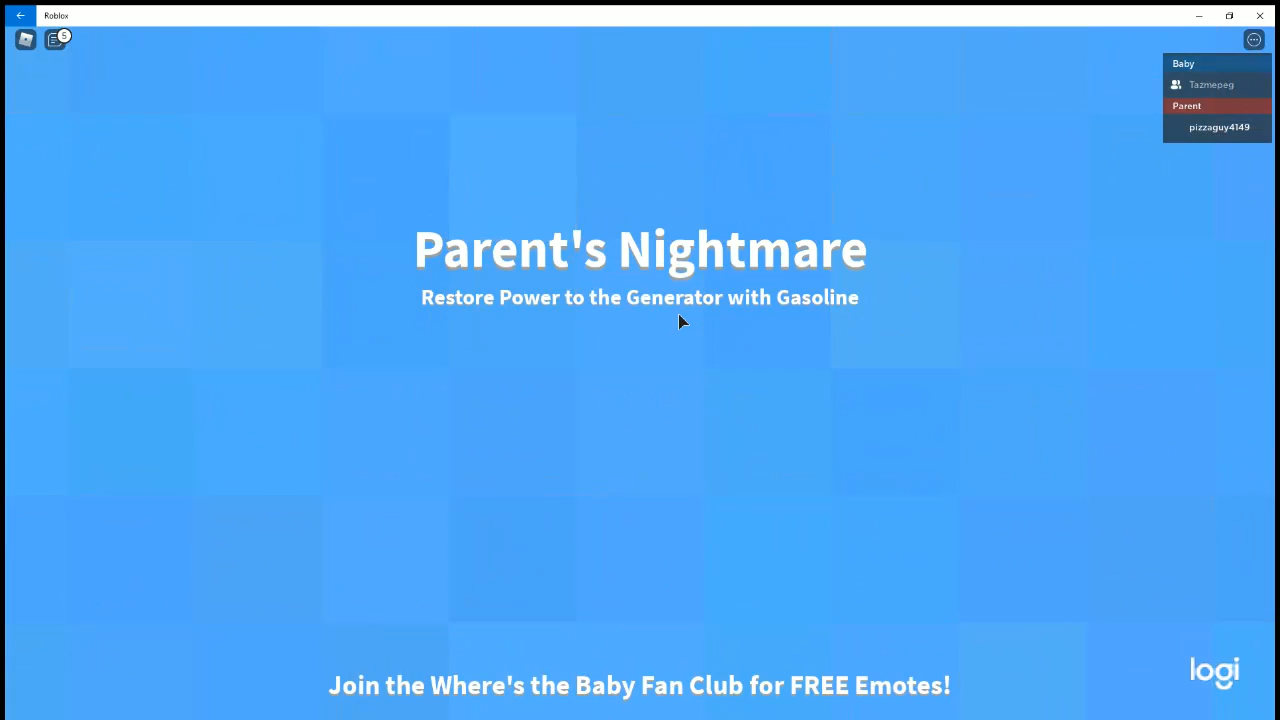 Roblox
5
Baby
Tazmepeg
Parent
pizzaguy4149
Parent's Nightmare
Restore Power to the Generator with Gasoline
Join the Where's the Baby Fan Club for FREE Emotes!
logi